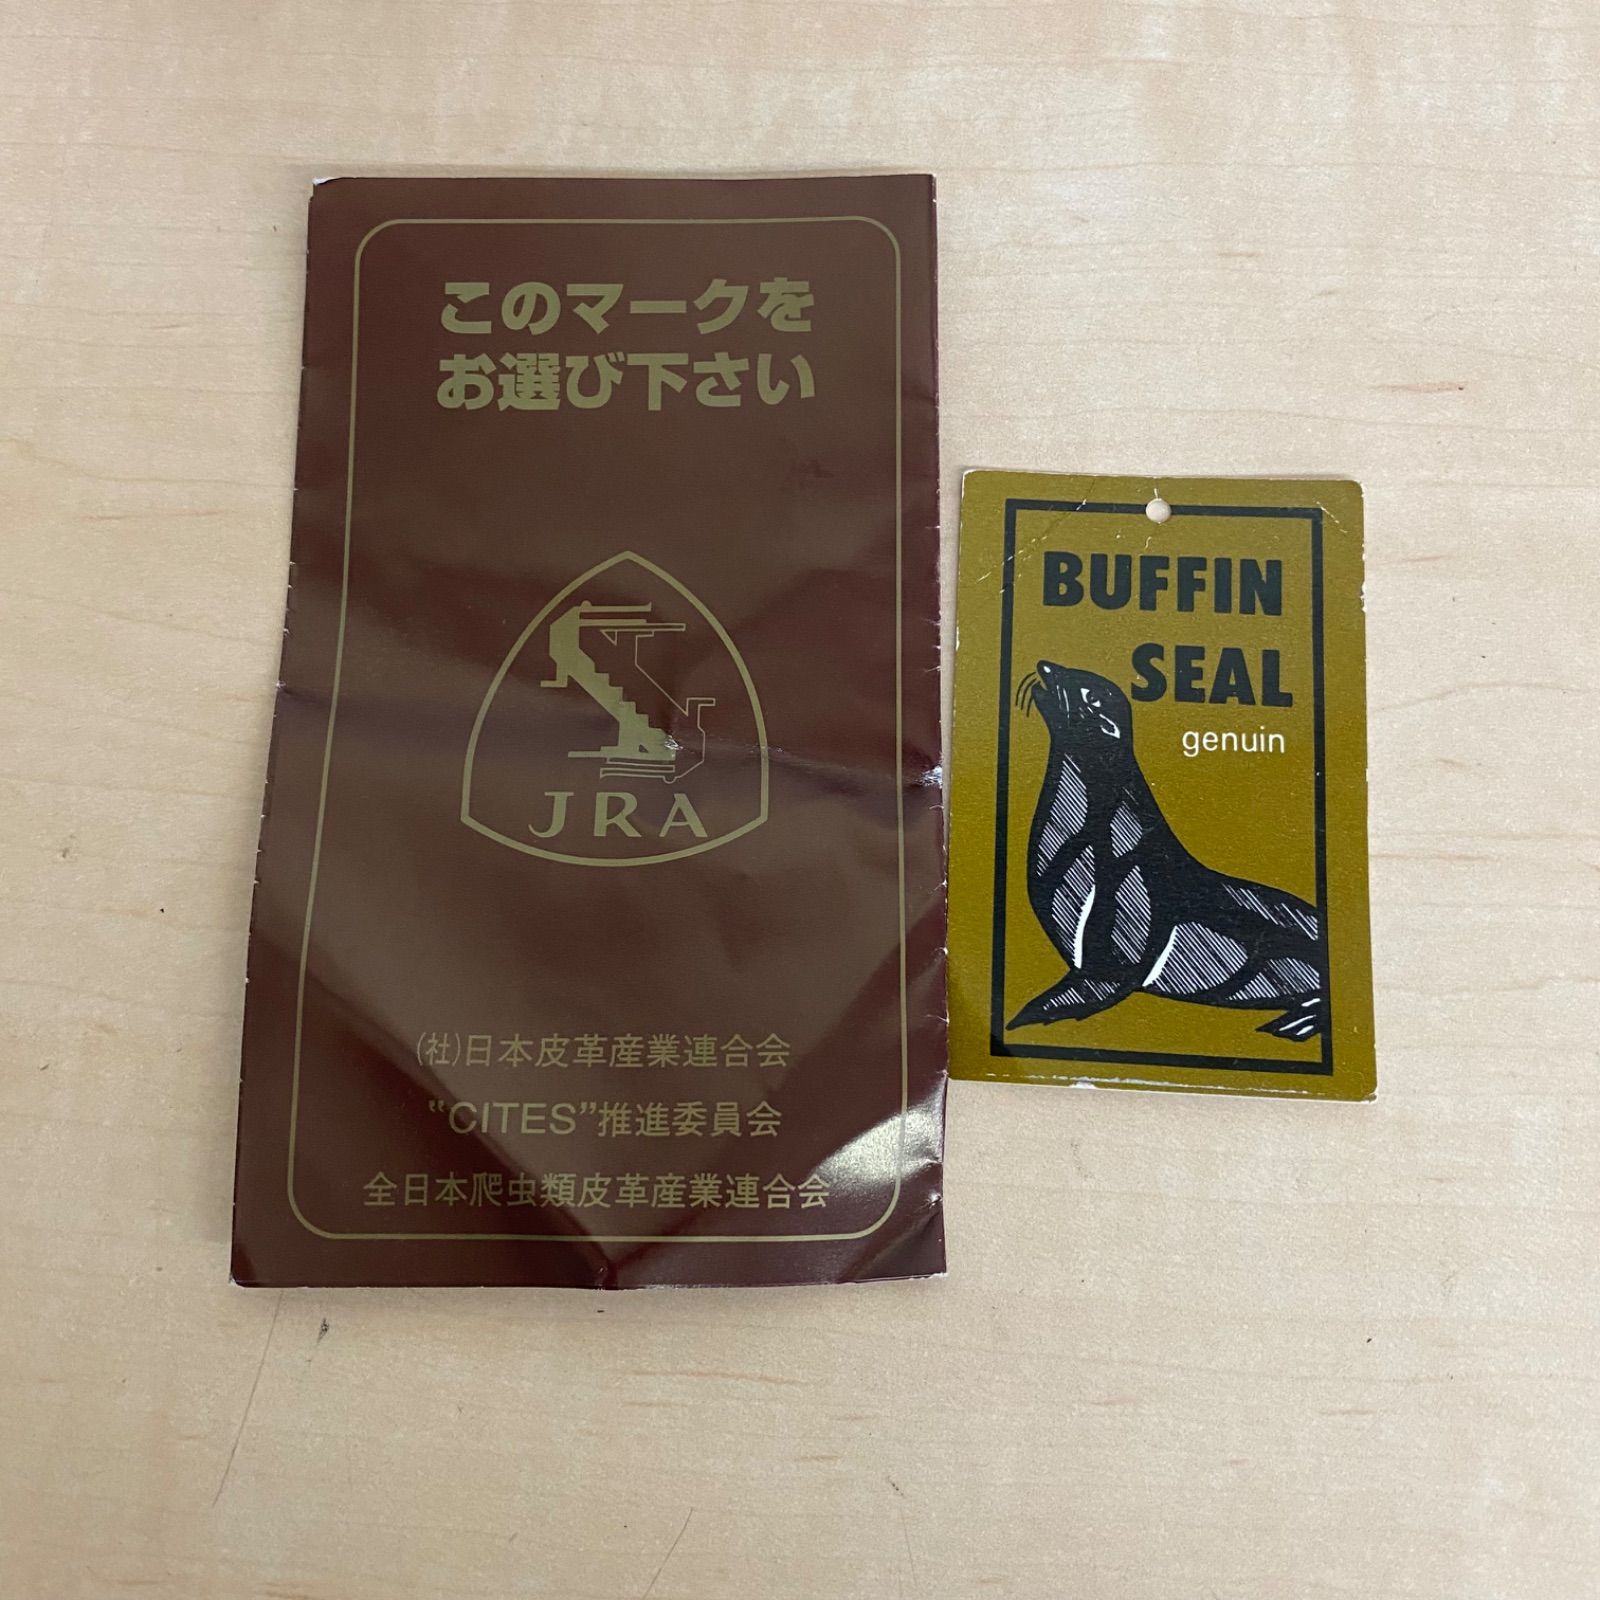 このマークを
お選び下さい
JRA
(社)日本皮革産業連合会
“CITES”推進委員会
全日本爬虫類皮革産業連合会
BUFFIN
SEAL
genuin